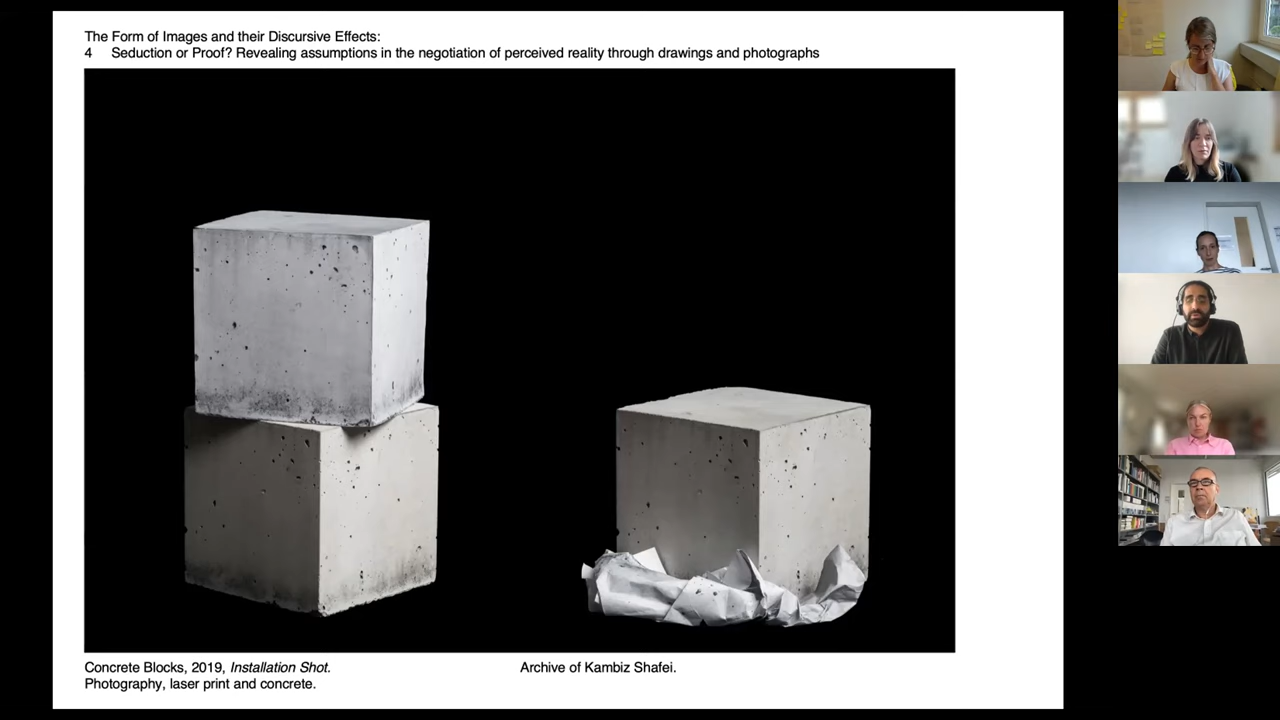 The Form of Images and their Discursive Effects:
4 Seduction or Proof? Revealing assumptions in the negotiation of perceived reality through drawings and photographs
Concrete Blocks, 2019, Installation Shot.
Photography, laser print and concrete.
Archive of Kambiz Shafei.